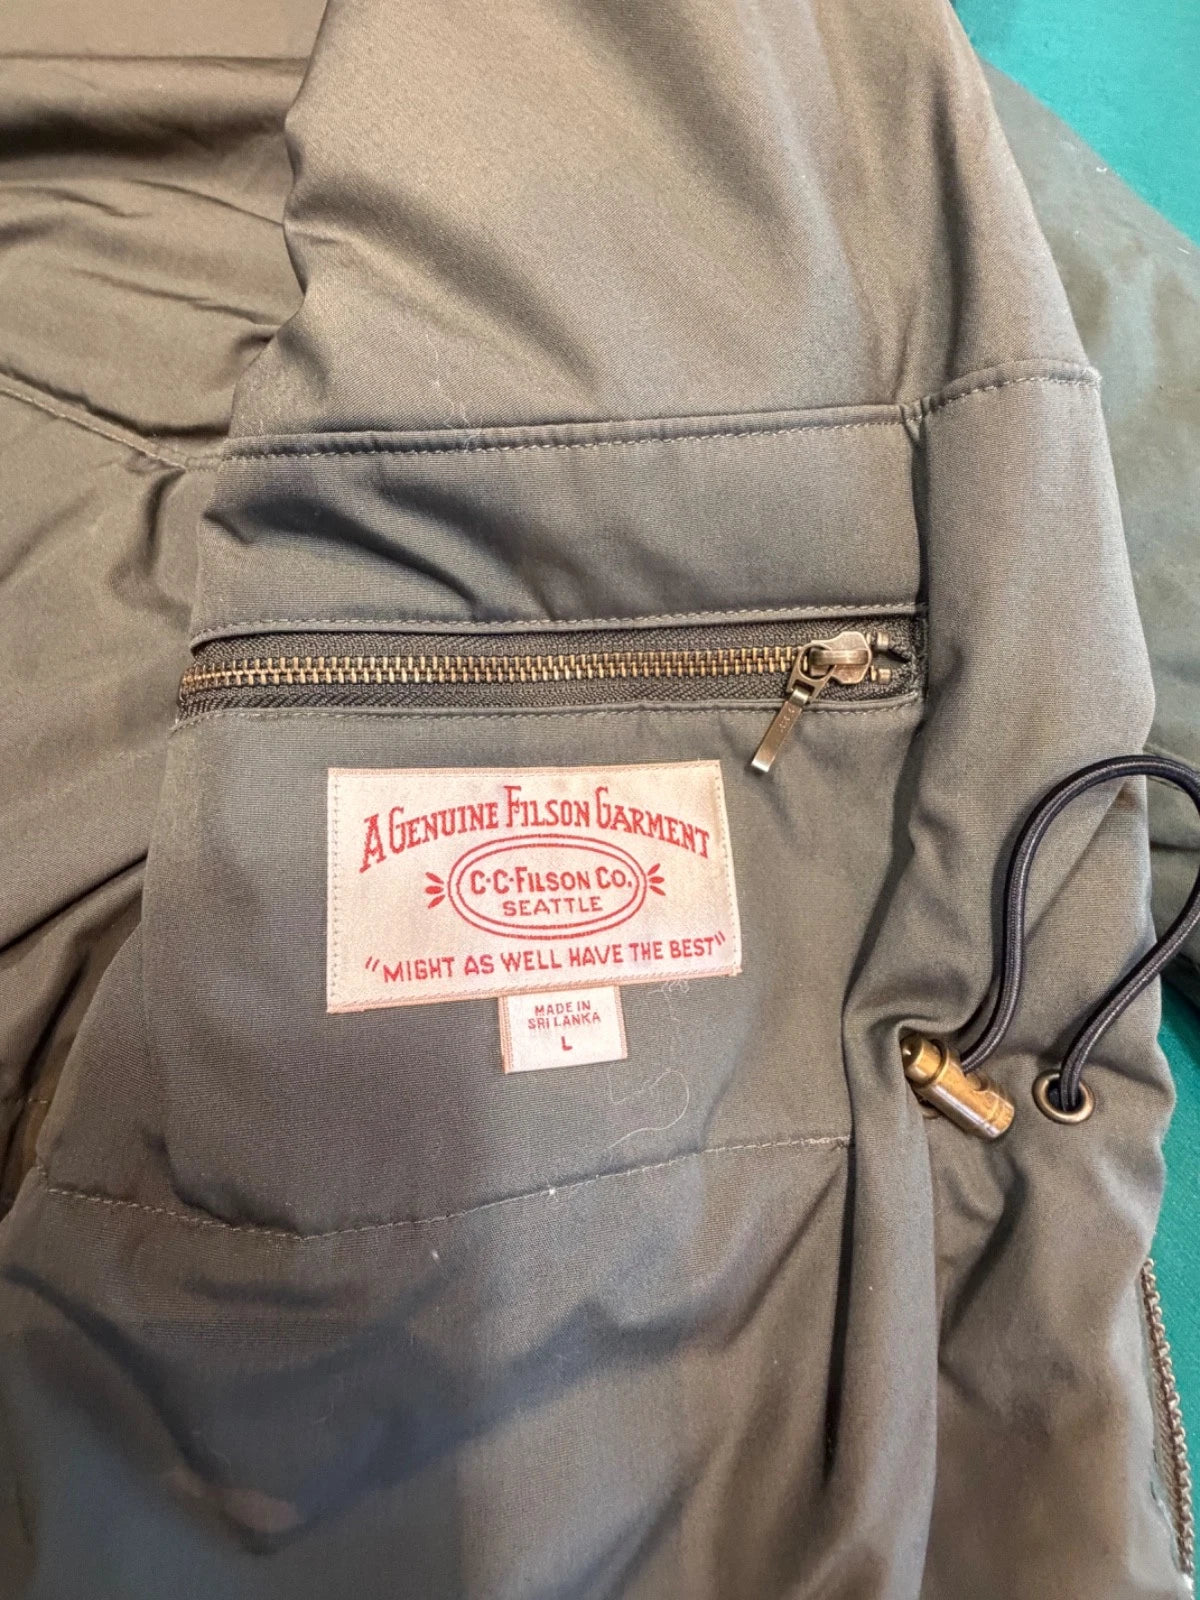 A GENUINE FILSON GARMENT
C·C·FILSON CO.
SEATTLE
"MIGHT AS WELL HAVE THE BEST"
MADE IN
SRI LANKA
L